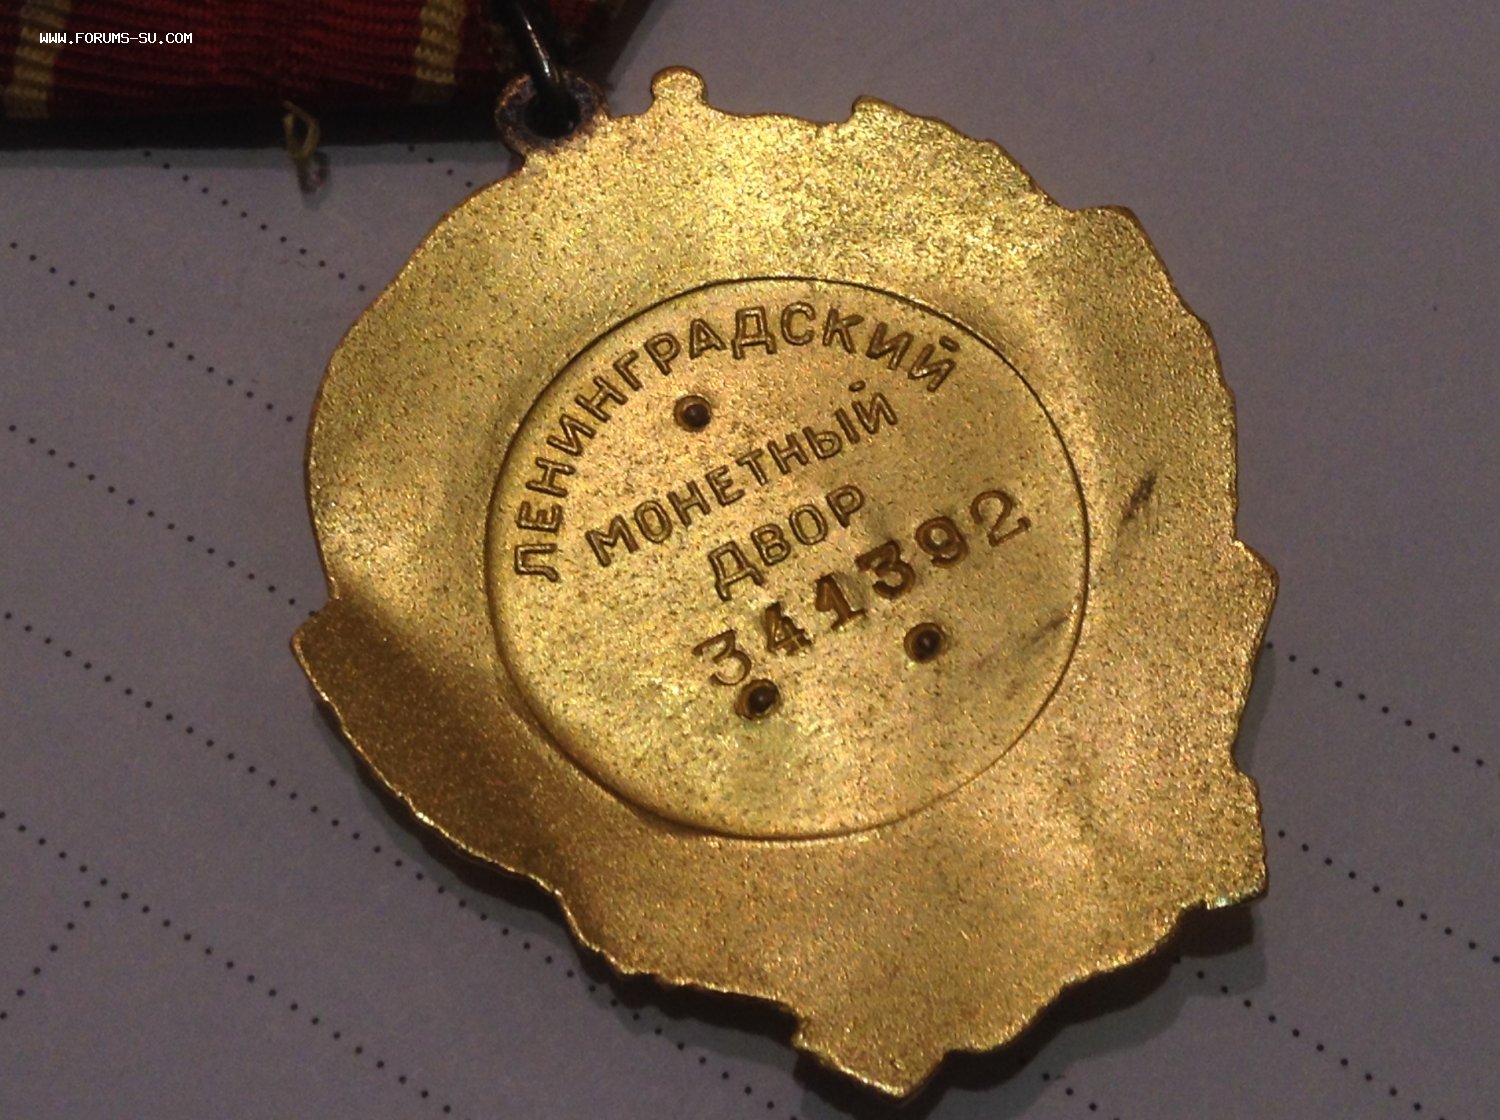 WWW.FORUMS-SU.COM
ЛЕНИНГРАДСКИЙ
МОНЕТНЫЙ
ДВОР
341392